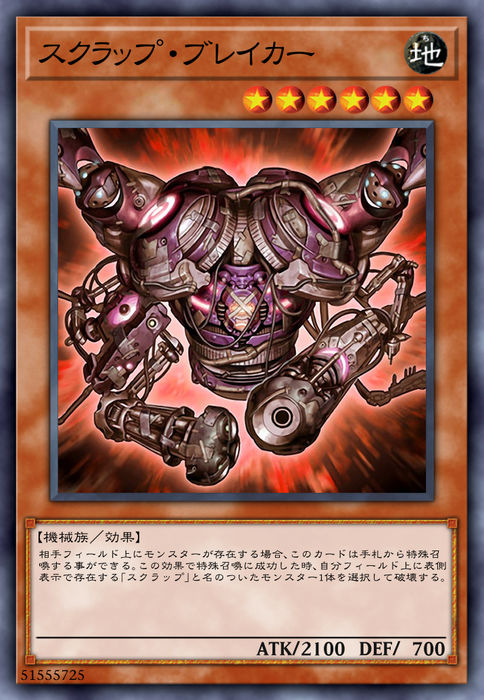 スクラップ・ブレイカー
地
ち
【機械族／効果】
相手フィールド上にモンスターが存在する場合、このカードは手札から特殊召
喚する事ができる。この効果で特殊召喚に成功した時、自分フィールド上に表側
表示で存在する「スクラップ」と名のついたモンスター1体を選択して破壊する。
ATK/2100 DEF/ 700
51555725